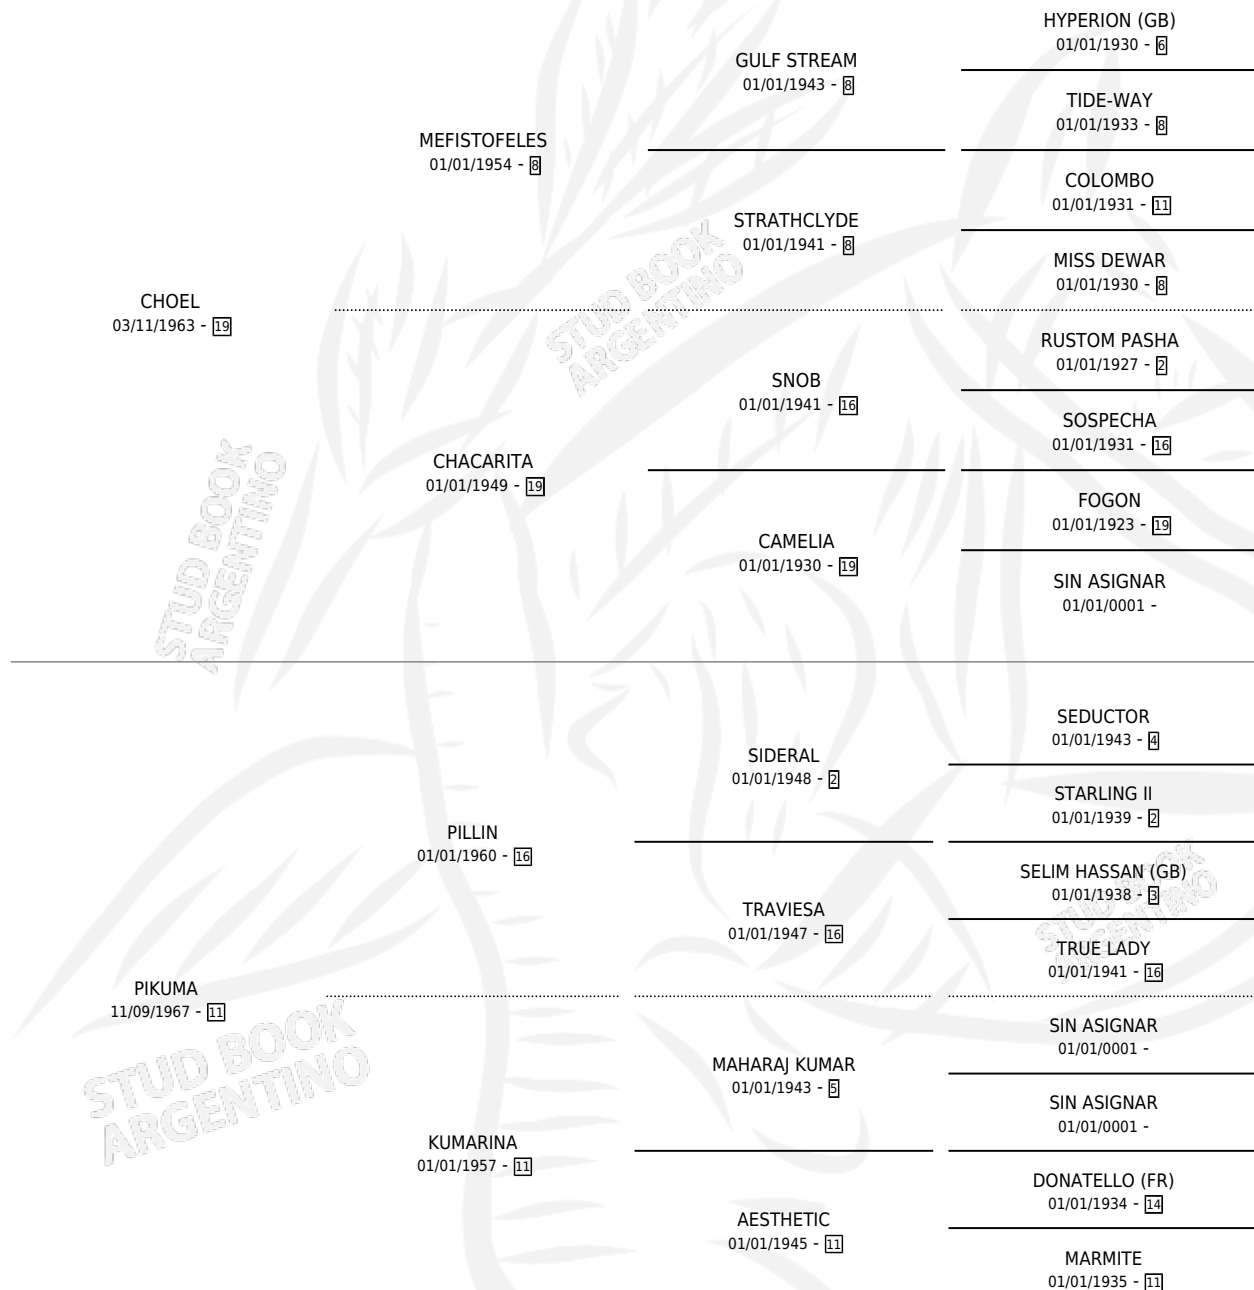 HYPERION (GB)
01/01/1930 - 6
GULF STREAM
01/01/1943 - 8
TIDE-WAY
01/01/1933 - 8
MEFISTOFELES
01/01/1954 - 8
COLOMBO
01/01/1931 - 11
STRATHCLYDE
01/01/1941 - 8
MISS DEWAR
01/01/1930 - 8
CHOEL
03/11/1963 - 19
RUSTOM PASHA
01/01/1927 - 2
SNOB
01/01/1941 - 16
SOSPECHA
01/01/1931 - 16
CHACARITA
01/01/1949 - 19
FOGON
01/01/1923 - 19
CAMELIA
01/01/1930 - 19
SIN ASIGNAR
01/01/0001 -
SEDUCTOR
01/01/1943 - 4
SIDERAL
01/01/1948 - 2
STARLING II
01/01/1939 - 2
PILLIN
01/01/1960 - 16
SELIM HASSAN (GB)
01/01/1938 - 3
TRAVIESA
01/01/1947 - 16
TRUE LADY
01/01/1941 - 16
PIKUMA
11/09/1967 - 11
SIN ASIGNAR
01/01/0001 -
MAHARAJ KUMAR
01/01/1943 - 5
SIN ASIGNAR
01/01/0001 -
KUMARINA
01/01/1957 - 11
DONATELLO (FR)
01/01/1934 - 14
AESTHETIC
01/01/1945 - 11
MARMITE
01/01/1935 - 11
STUD BOOK
ARGENTINO
STUD BOOK
ARGENTINO
STUD BOOK
ARGENTINO
STUD BOOK
ARGENTINO